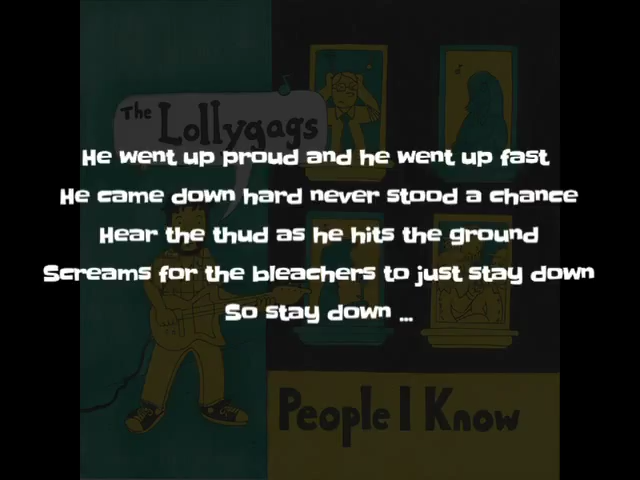 The Lollygags
He went up proud and he went up fast
He came down hard never stood a chance
Hear the thud as he hits the ground
Screams for the bleachers to just stay down
So stay down ...
People I Know